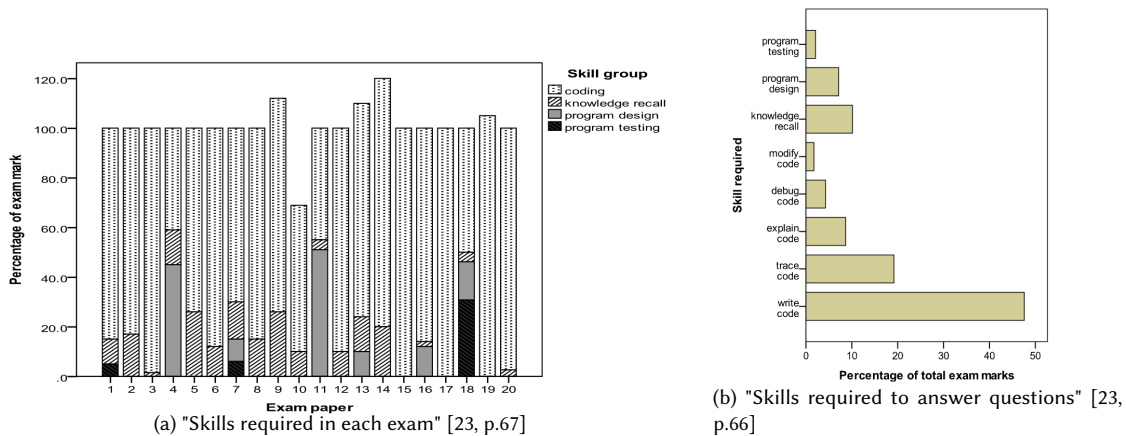 120.0
100.0
80.0
60.0
40.0
20.0
.0
Percentage of exam mark
1 2 3 4 5 6 7 8 9 10 11 12 13 14 15 16 17 18 19 20
Exam paper
Skill group
coding
knowledge recall
program design
program testing
(a) "Skills required in each exam" [23, p.67]
Skill required
program
testing
program
design
knowledge
recall
modify
code
debug
code
explain
code
trace
code
write
code
0 10 20 30 40 50
Percentage of total exam marks
(b) "Skills required to answer questions" [23,
p.66]